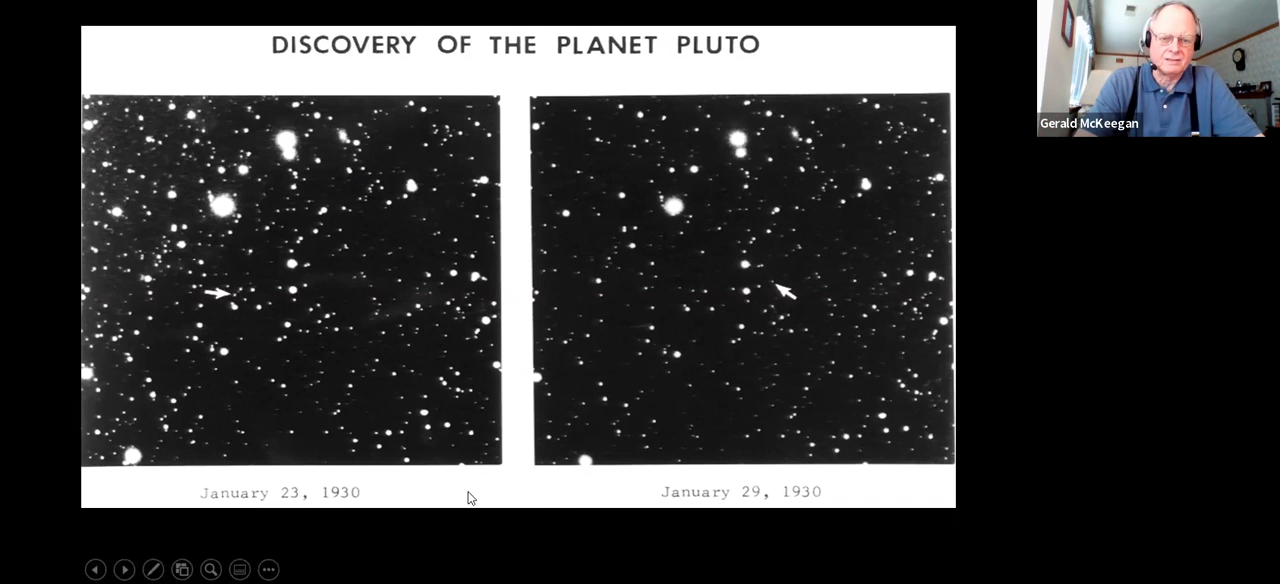 DISCOVERY OF THE PLANET PLUTO
Gerald McKeegan
January 23, 1930
January 29, 1930